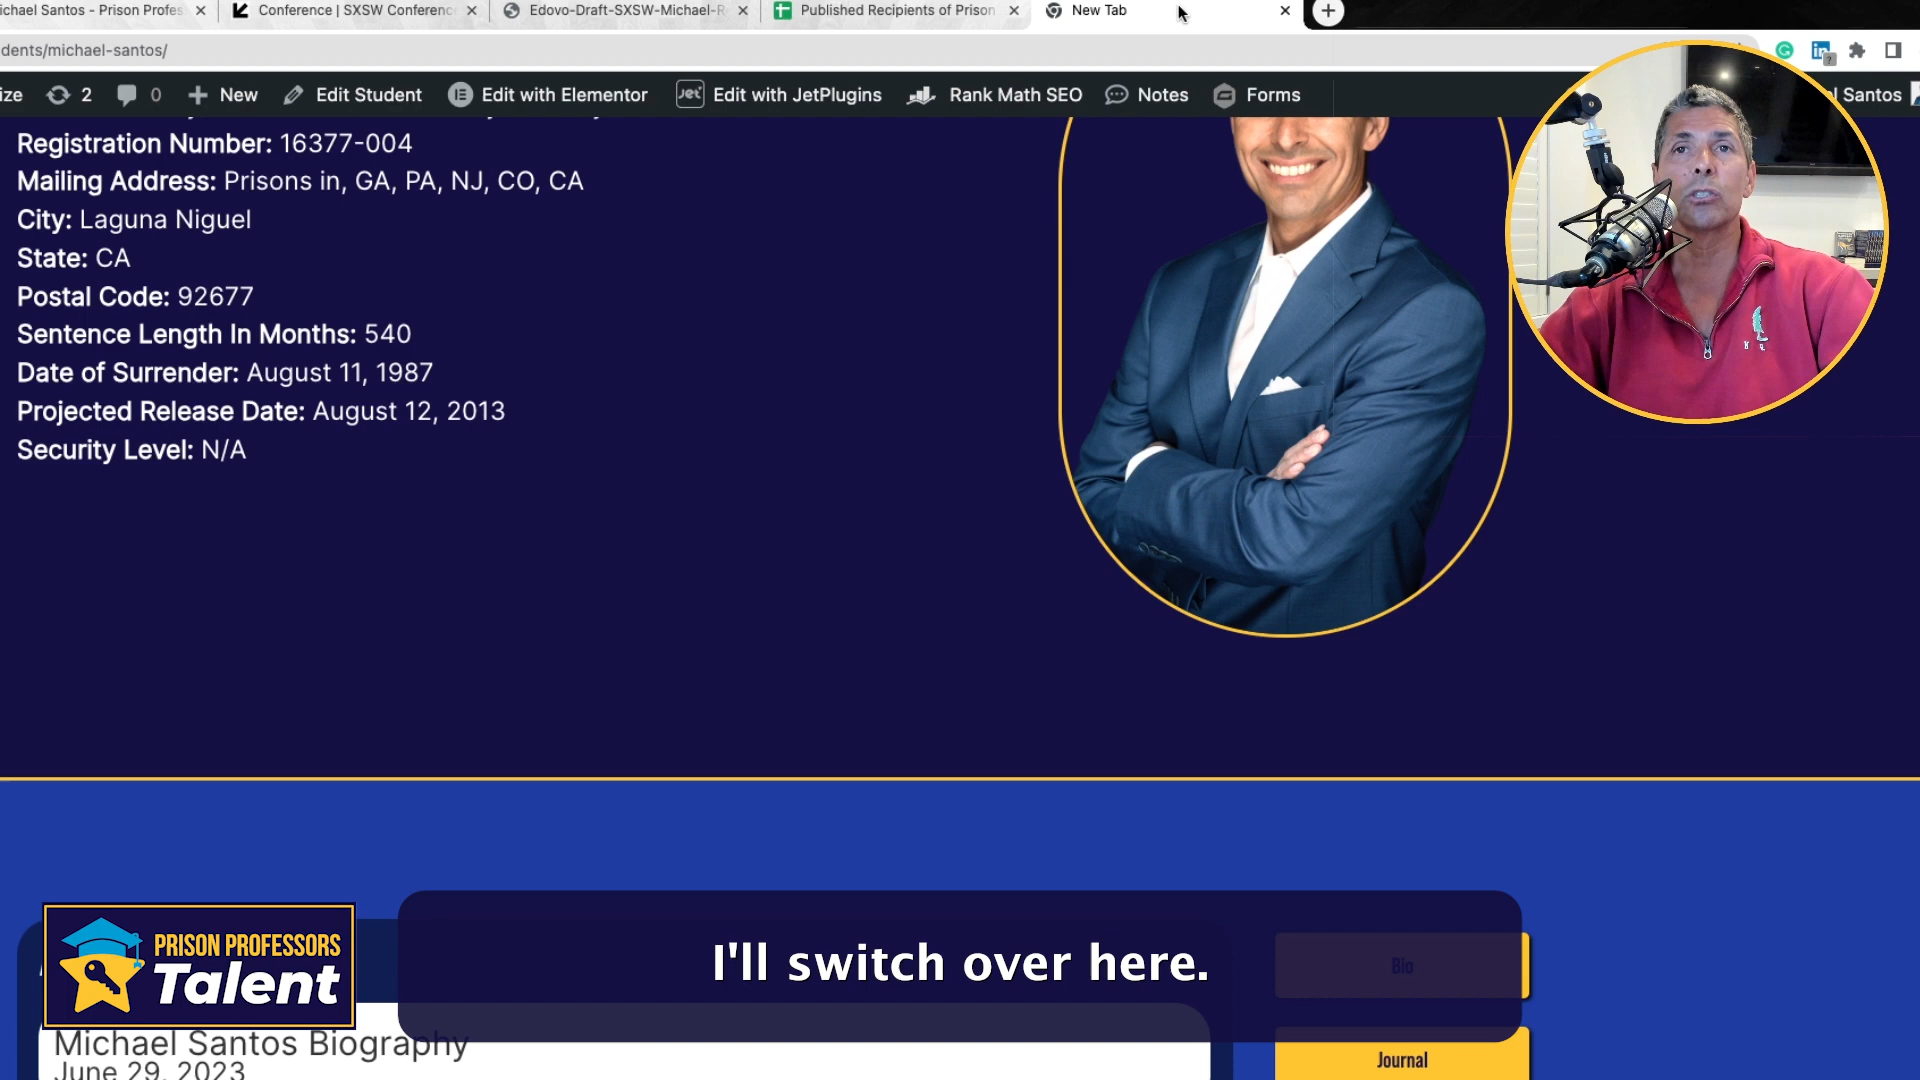 ichael Santos - Prison Profes
Conference | SXSW Conferenc
Edovo-Draft-SXSW-Michael-R
Published Recipients of Prison
New Tab
dents/michael-santos/
ize
2
0
New
Edit Student
Edit with Elementor
Jet
Edit with JetPlugins
Rank Math SEO
Notes
Forms
Santos
Registration Number: 16377-004
Mailing Address: Prisons in, GA, PA, NJ, CO, CA
City: Laguna Niguel
State: CA
Postal Code: 92677
Sentence Length In Months: 540
Date of Surrender: August 11, 1987
Projected Release Date: August 12, 2013
Security Level: N/A
PRISON PROFESSORS
Talent
I'll switch over here.
Bio
Michael Santos Biography
June 29, 2023
Journal